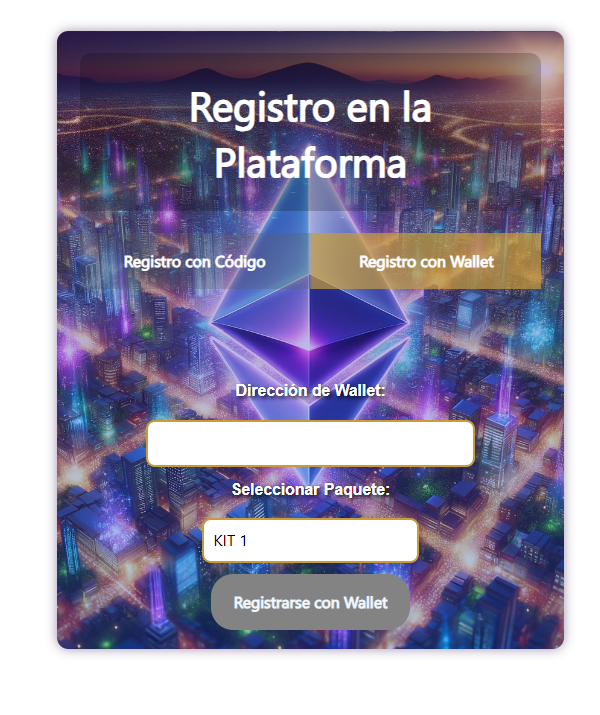 Registro en la
Plataforma
Registro con Código
Registro con Wallet
Dirección de Wallet:
Seleccionar Paquete:
KIT 1
Registrarse con Wallet